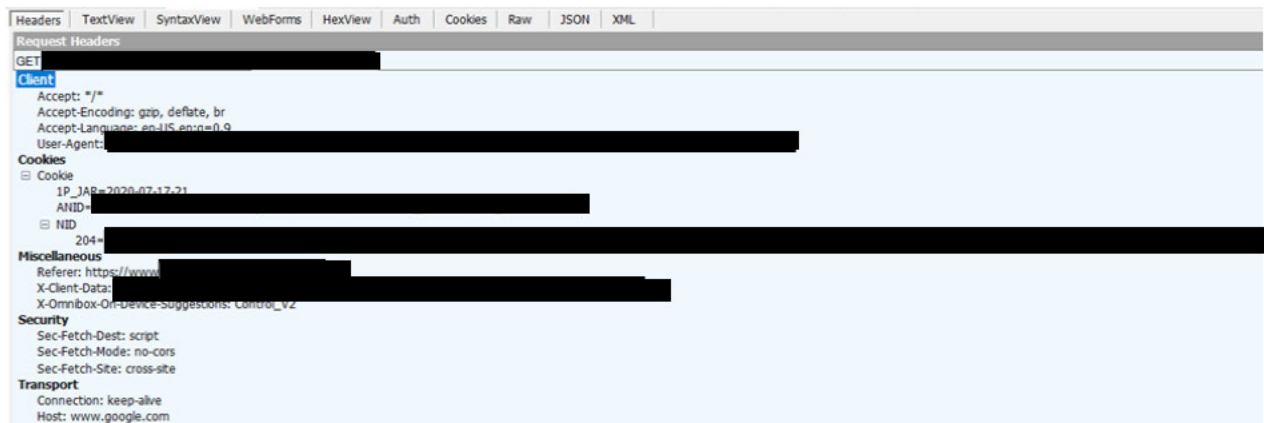 Headers TextView SyntaxView WebForms HexView Auth Cookies Raw JSON XML
Request Headers
GET
Client
Accept: */*
Accept-Encoding: gzip, deflate, br
Accept-Language: en-US,en;q=0.9
User-Agent:
Cookies
Cookie
1P_JAR=2020-07-17-21
ANID=
NID
204=
Miscellaneous
Referer: https://www
X-Client-Data:
X-Omnibox-On-Device-Suggestions: Control_V2
Security
Sec-Fetch-Dest: script
Sec-Fetch-Mode: no-cors
Sec-Fetch-Site: cross-site
Transport
Connection: keep-alive
Host: www.google.com